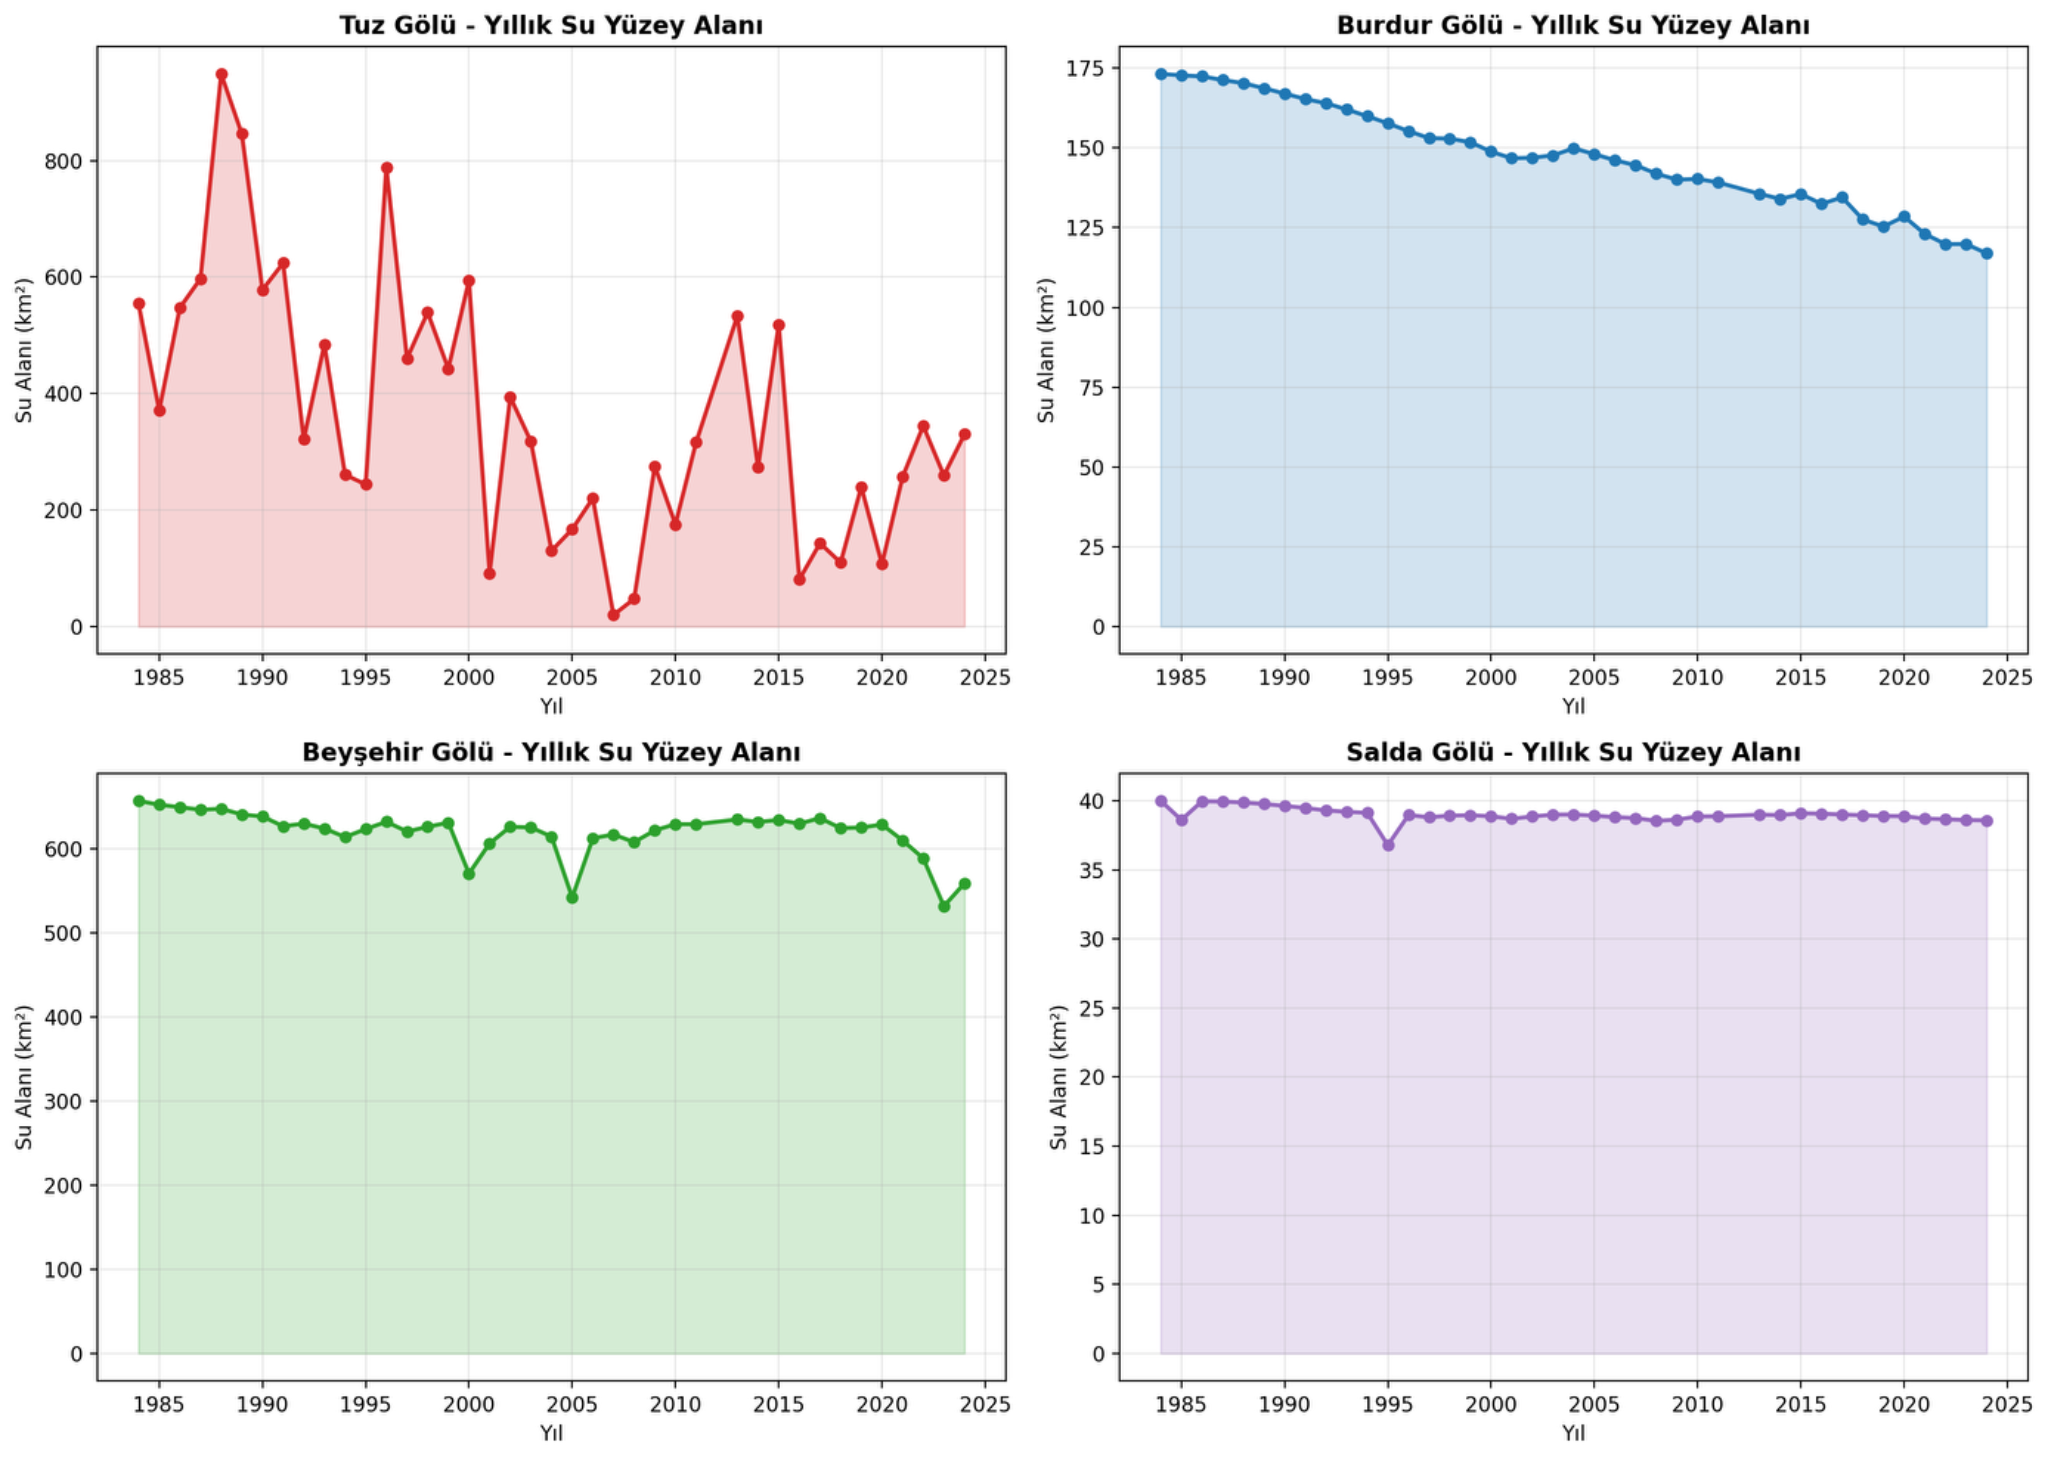 Tuz Gölü - Yıllık Su Yüzey Alanı
Su Alanı (km²)
800
600
400
200
0
1985 1990 1995 2000 2005 2010 2015 2020 2025
Yıl
Burdur Gölü - Yıllık Su Yüzey Alanı
Su Alanı (km²)
175
150
125
100
75
50
25
0
1985 1990 1995 2000 2005 2010 2015 2020 2025
Yıl
Beyşehir Gölü - Yıllık Su Yüzey Alanı
Su Alanı (km²)
600
500
400
300
200
100
0
1985 1990 1995 2000 2005 2010 2015 2020 2025
Yıl
Salda Gölü - Yıllık Su Yüzey Alanı
Su Alanı (km²)
40
35
30
25
20
15
10
5
0
1985 1990 1995 2000 2005 2010 2015 2020 2025
Yıl